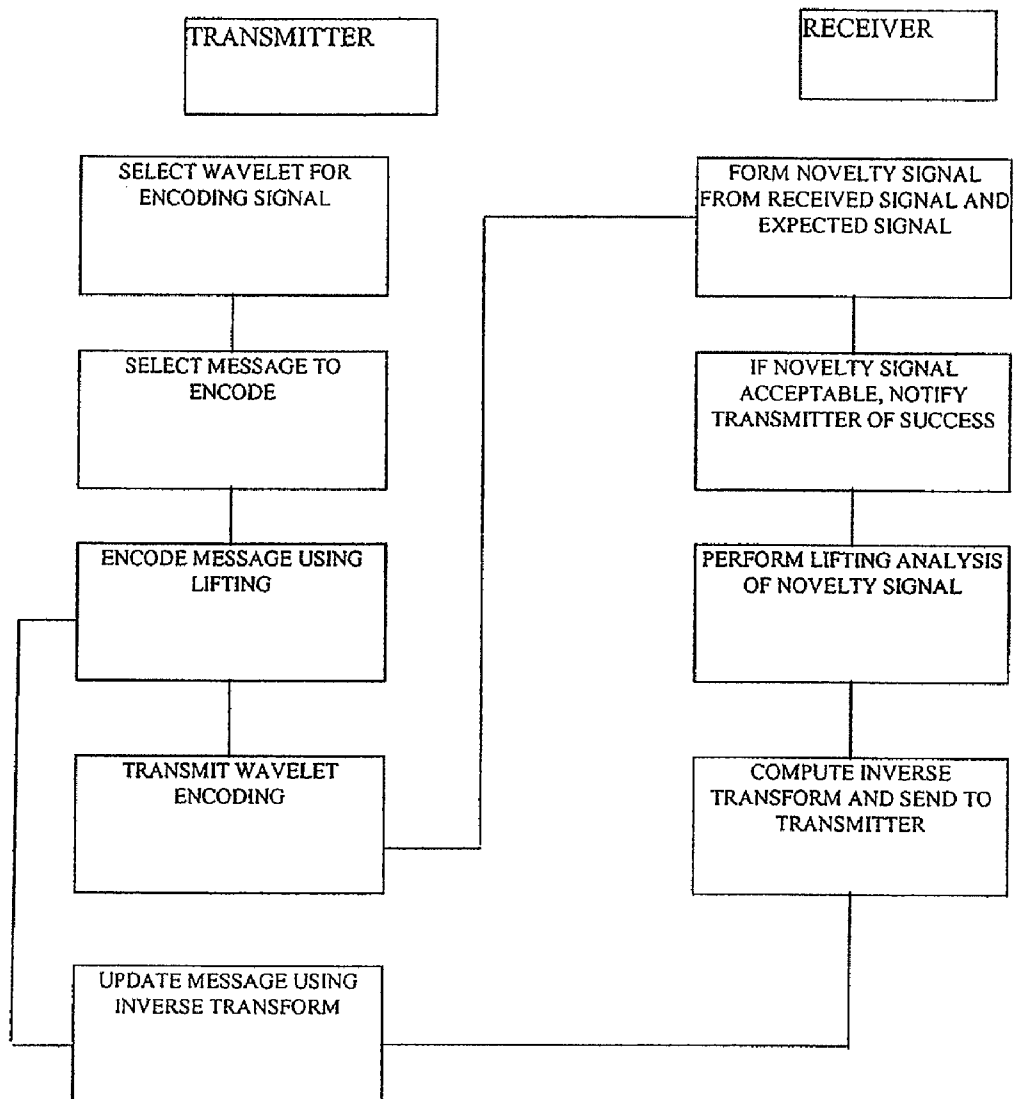 TRANSMITTER
SELECT WAVELET FOR
ENCODING SIGNAL
SELECT MESSAGE TO
ENCODE
ENCODE MESSAGE USING
LIFTING
TRANSMIT WAVELET
ENCODING
UPDATE MESSAGE USING
INVERSE TRANSFORM
RECEIVER
FORM NOVELTY SIGNAL
FROM RECEIVED SIGNAL AND
EXPECTED SIGNAL
IF NOVELTY SIGNAL
ACCEPTABLE, NOTIFY
TRANSMITTER OF SUCCESS
PERFORM LIFTING ANALYSIS
OF NOVELTY SIGNAL
COMPUTE INVERSE
TRANSFORM AND SEND TO
TRANSMITTER